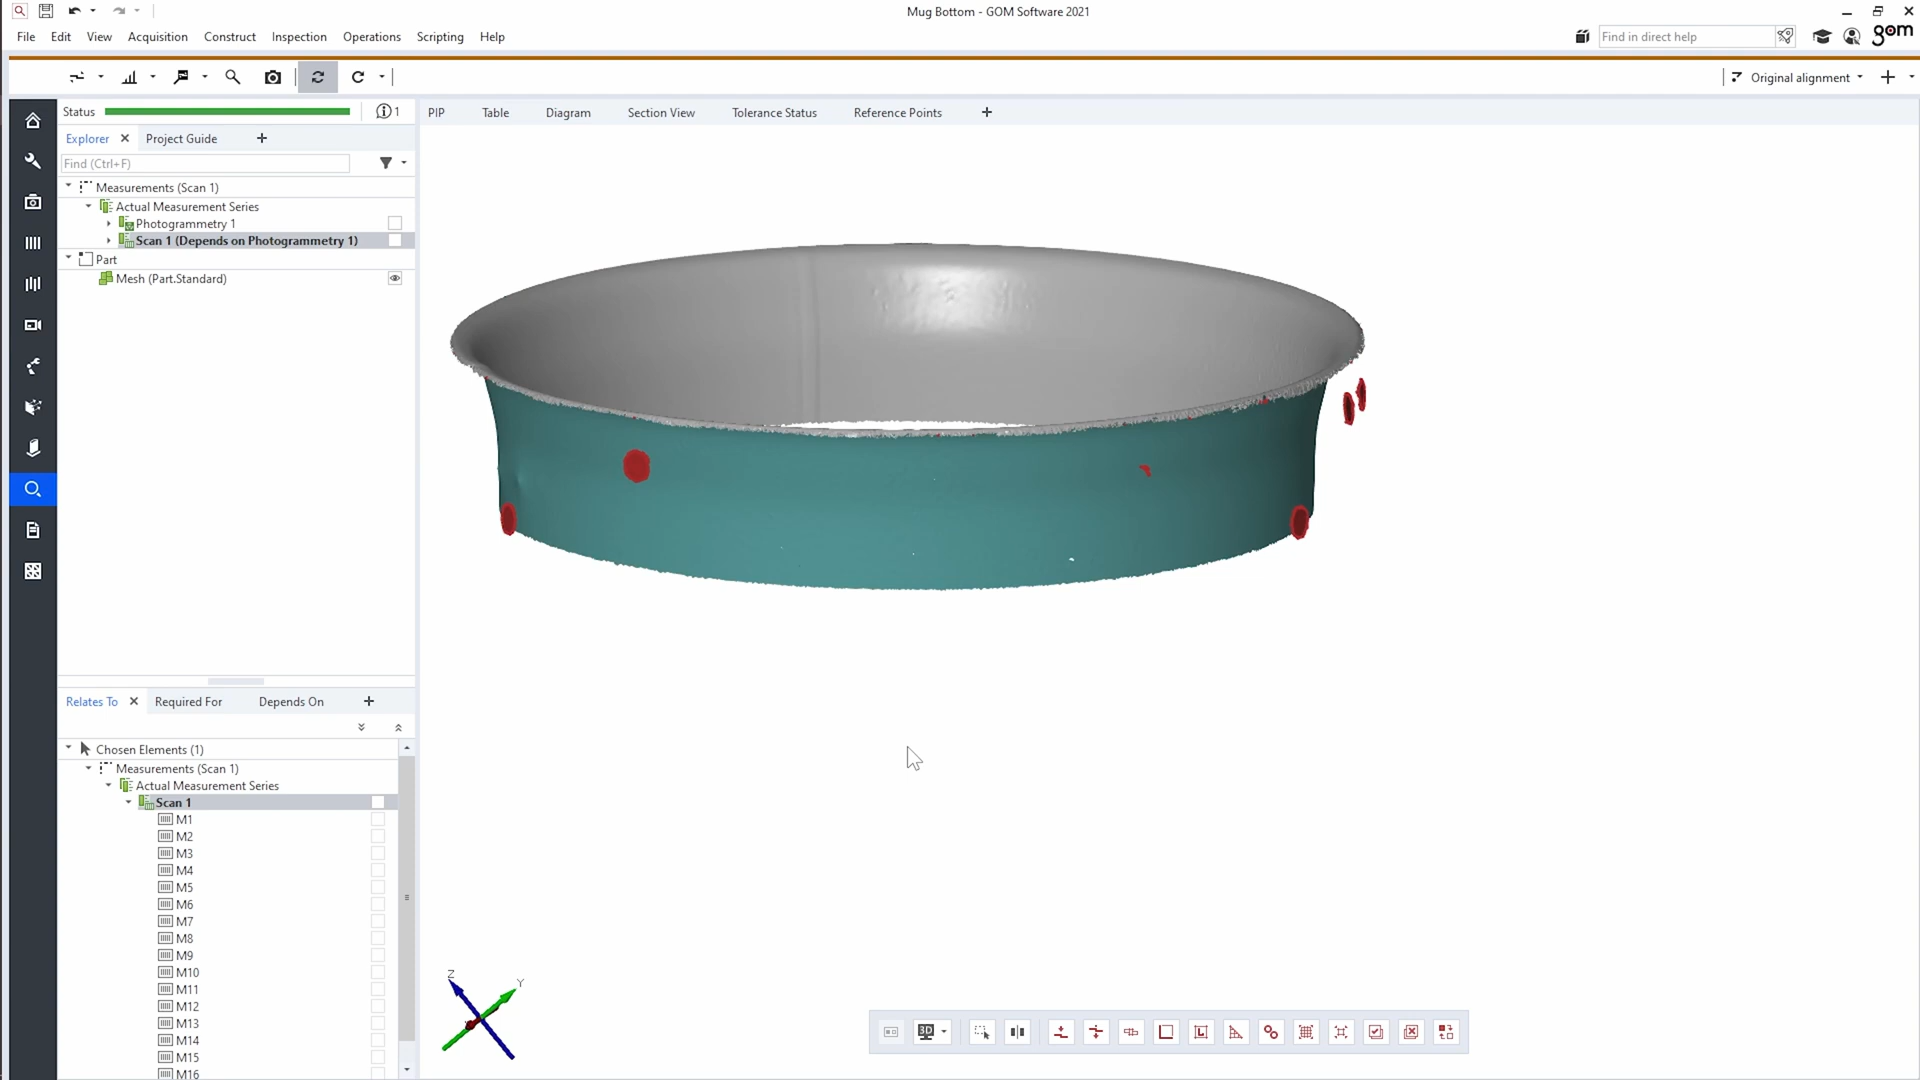 Mug Bottom - GOM Software 2021
File Edit View Acquisition Construct Inspection Operations Scripting Help
Find in direct help
gom
Original alignment
Status
1
PIP Table Diagram Section View Tolerance Status Reference Points
Explorer Project Guide
Find (Ctrl+F)
Measurements (Scan 1)
Actual Measurement Series
Photogrammetry 1
Scan 1 (Depends on Photogrammetry 1)
Part
Mesh (Part.Standard)
Relates To Required For Depends On
Chosen Elements (1)
Measurements (Scan 1)
Actual Measurement Series
Scan 1
M1
M2
M3
M4
M5
M6
M7
M8
M9
M10
M11
M12
M13
M14
M15
M16
Z
Y
3D